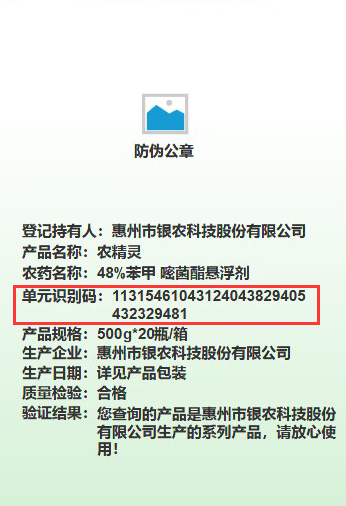 防伪公章
登记持有人：惠州市银农科技股份有限公司
产品名称：农精灵
农药名称：48%苯甲 嘧菌酯悬浮剂
单元识别码：11315461043124043829405
432329481
产品规格：500g*20瓶/箱
生产企业：惠州市银农科技股份有限公司
生产日期：详见产品包装
质量检验：合格
验证结果：您查询的产品是惠州市银农科技股份
有限公司生产的系列产品，请放心使
用！